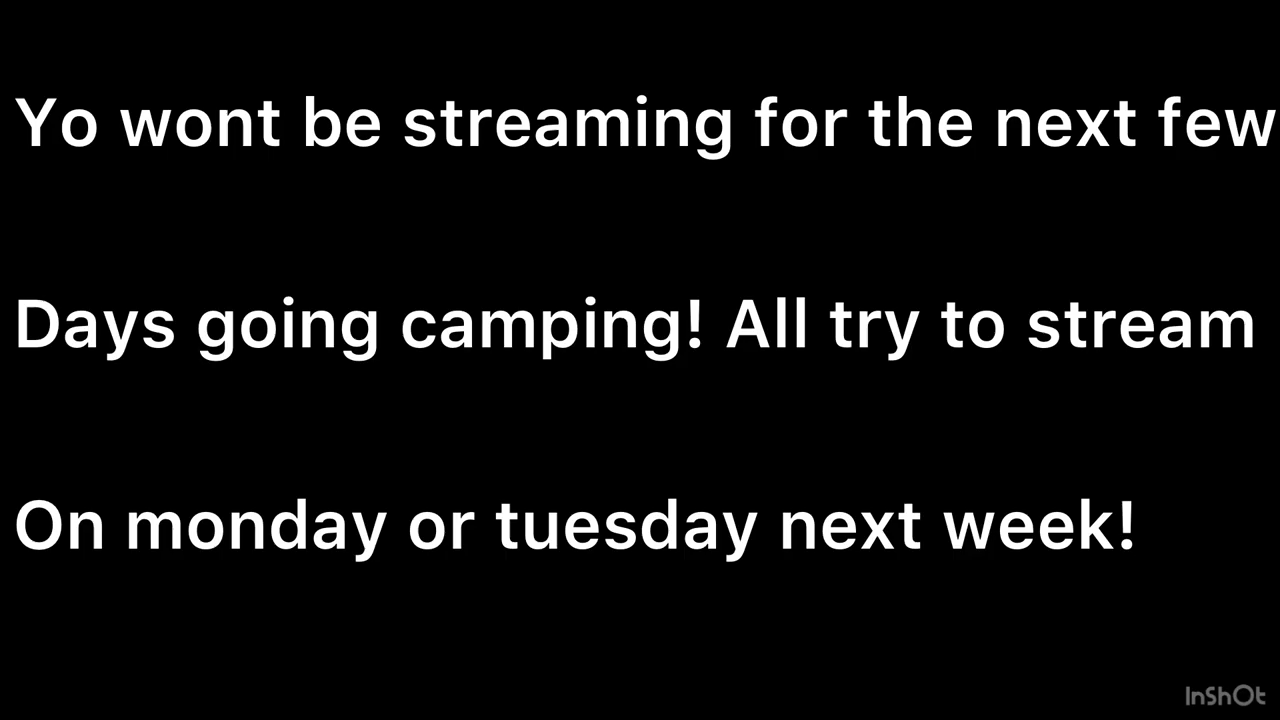 Yo wont be streaming for the next few
Days going camping! All try to stream
On monday or tuesday next week!
InShOt